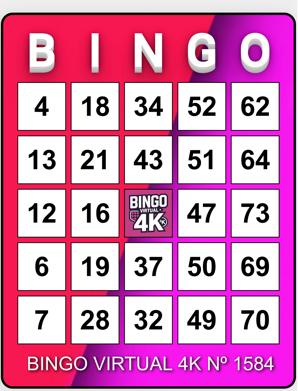 B I N G O
4 18 34 52 62
13 21 43 51 64
12 16 BINGO VIRTUAL 4K 47 73
6 19 37 50 69
7 28 32 49 70
BINGO VIRTUAL 4K Nº 1584